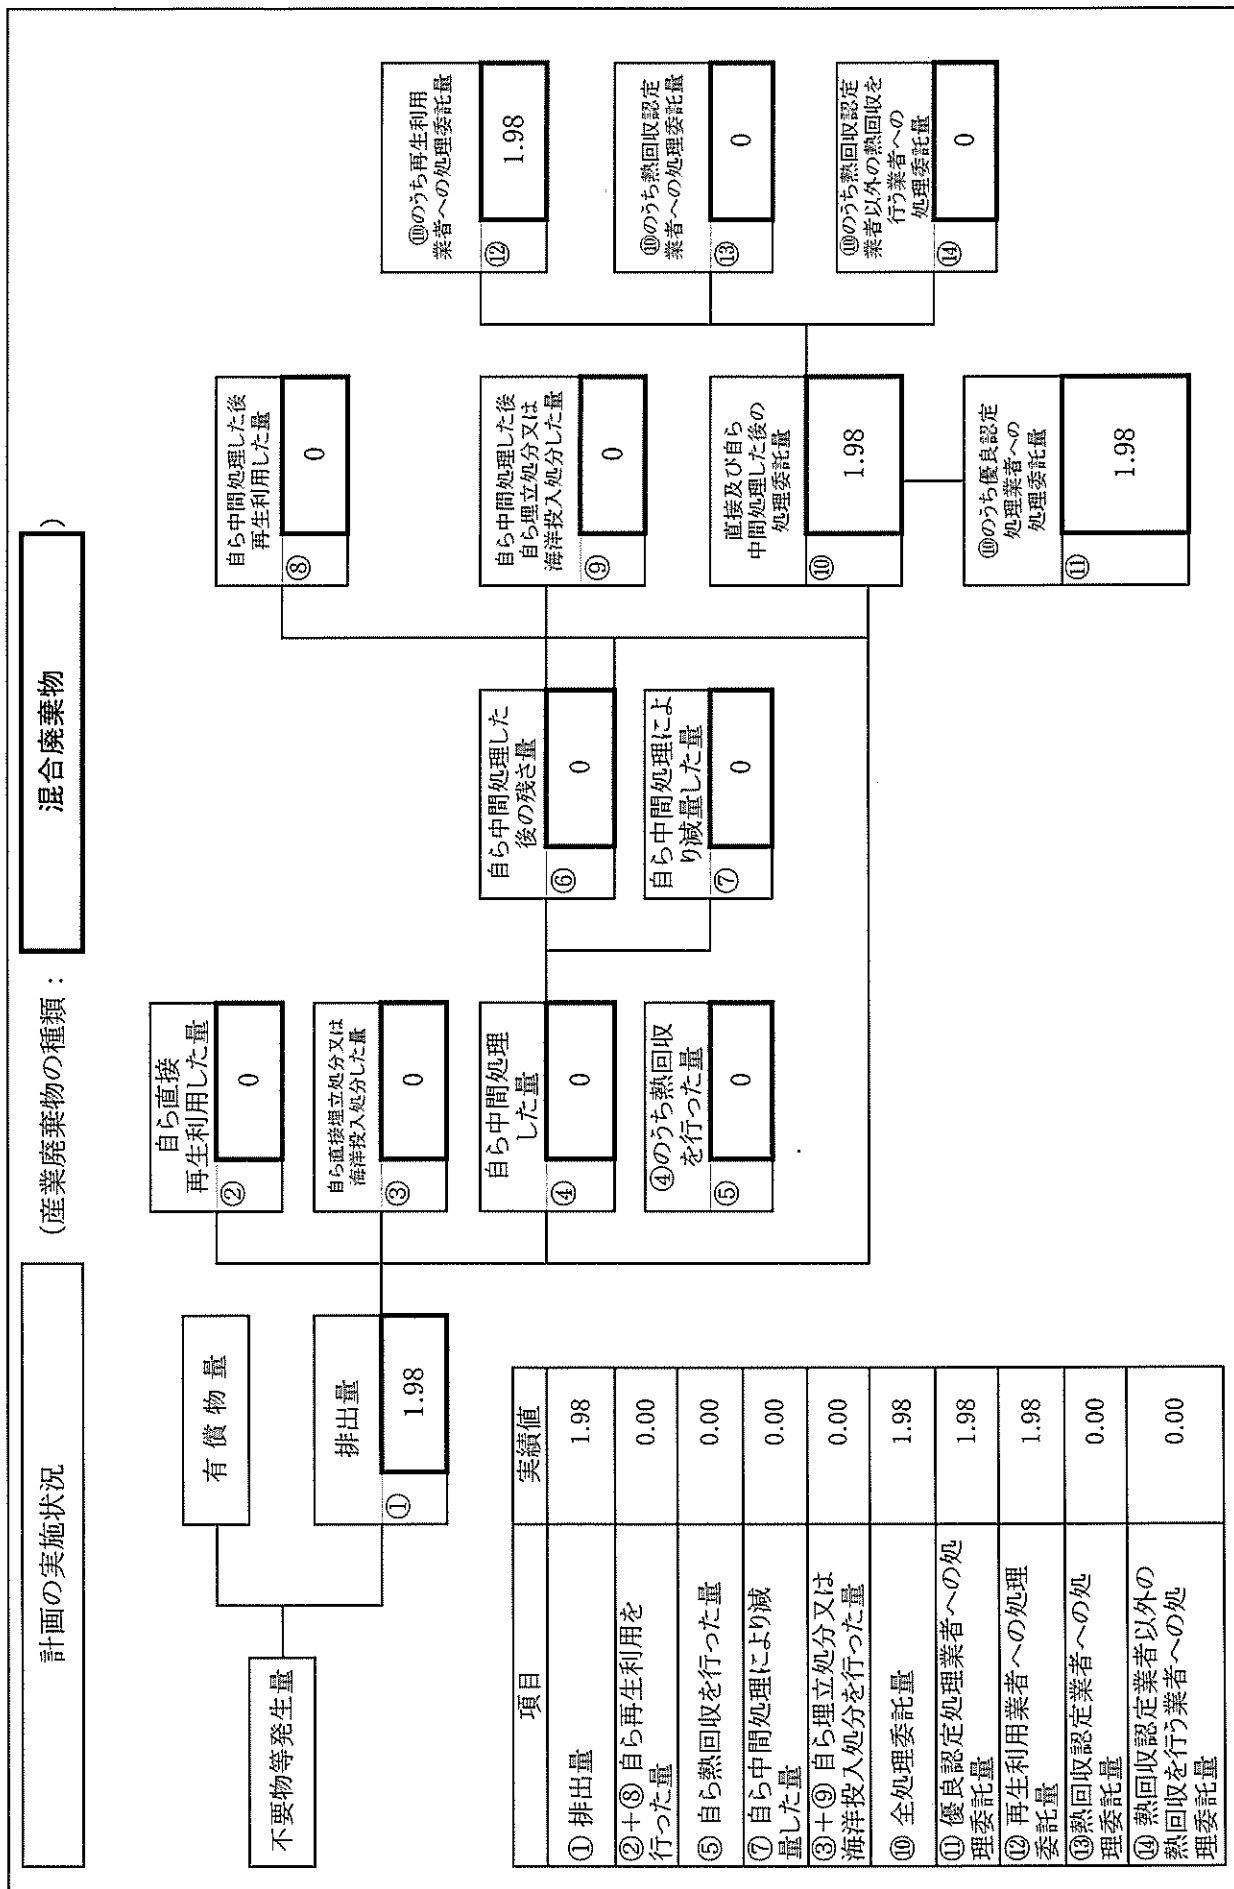 計画の実施状況
(産業廃棄物の種類：
混合廃棄物
)
不要物等発生量
有 償 物 量
排出量
①
1.98
自ら直接
再生利用した量
②
0
自ら直接埋立処分又は
海洋投入処分した量
③
0
自ら中間処理
した量
④
0
④のうち熱回収
を行った量
⑤
0
自ら中間処理した
後の残さ量
⑥
0
自ら中間処理によ
り減量した量
⑦
0
自ら中間処理した後
再生利用した量
⑧
0
自ら中間処理した後
自ら埋立処分又は
海洋投入処分した量
⑨
0
直接及び自ら
中間処理した後の
処理委託量
⑩
1.98
⑩のうち優良認定
処理業者への
処理委託量
⑪
1.98
⑩のうち再生利用
業者への処理委託量
⑫
1.98
⑩のうち熱回収認定
業者への処理委託量
⑬
0
⑩のうち熱回収認定
業者以外の熱回収を
行う業者への
処理委託量
⑭
0
項目
実績値
① 排出量
1.98
②＋⑧ 自ら再生利用を
行った量
0.00
⑤ 自ら熱回収を行った量
0.00
⑦ 自ら中間処理により減
量した量
0.00
③＋⑨ 自ら埋立処分又は
海洋投入処分を行った量
0.00
⑩ 全処理委託量
1.98
⑪ 優良認定処理業者への処
理委託量
1.98
⑫ 再生利用業者への処理
委託量
1.98
⑬熱回収認定業者への処
理委託量
0.00
⑭ 熱回収認定業者以外の
熱回収を行う業者への処
理委託量
0.00